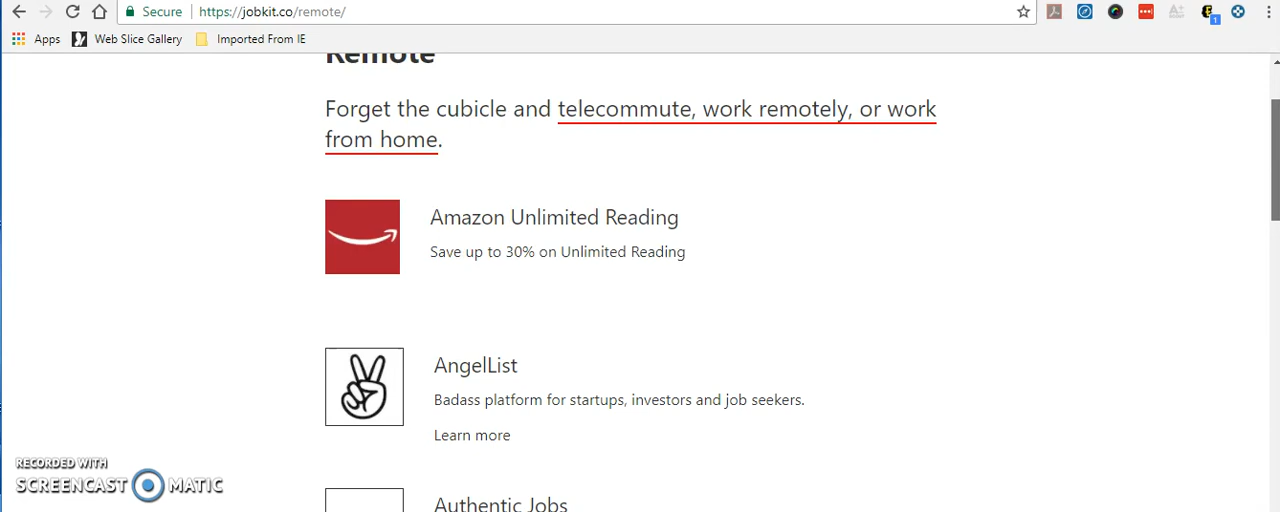 Secure https://jobkit.co/remote/
1
Apps Web Slice Gallery Imported From IE
Remote
Forget the cubicle and telecommute, work remotely, or work
from home.
Amazon Unlimited Reading
Save up to 30% on Unlimited Reading
AngelList
Badass platform for startups, investors and job seekers.
Learn more
Authentic Jobs
RECORDED WITH
SCREENCAST MATIC